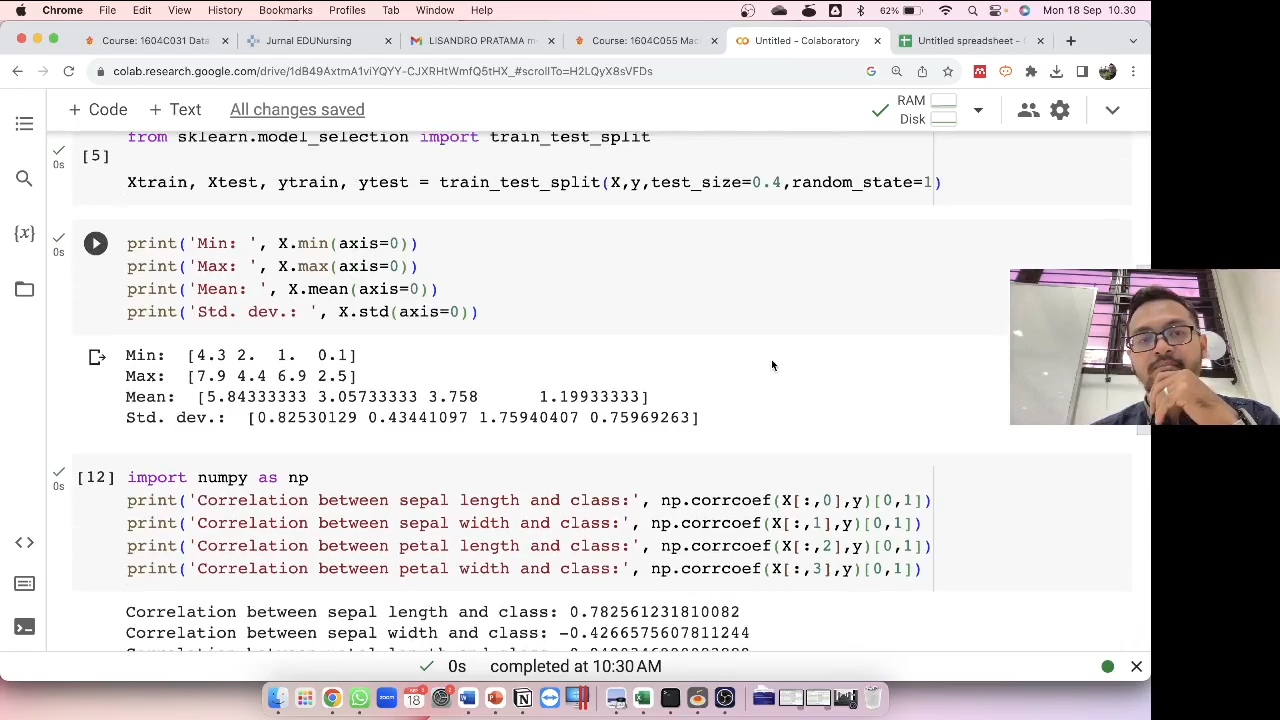 Chrome File Edit View History Bookmarks Profiles Tab Window Help 62% Mon 18 Sep 10.30
Course: 1604C031 Data Jurnal EDUNursing LISANDRO PRATAMA m Course: 1604C055 Mac Untitled - Colaboratory Untitled spreadsheet -
colab.research.google.com/drive/1dB49AxtmA1viYQYY-CJXRHtWmfQ5tHX_#scrollTo=H2LQyX8sVFDs
+ Code + Text All changes saved RAM
Disk
from sklearn.model_selection import train_test_split
0s
[5]
Xtrain, Xtest, ytrain, ytest = train_test_split(X,y,test_size=0.4,random_state=1)
print('Min: ', X.min(axis=0))
0s
print('Max: ', X.max(axis=0))
print('Mean: ', X.mean(axis=0))
print('Std. dev.: ', X.std(axis=0))
Min: [4.3 2. 1. 0.1]
Max: [7.9 4.4 6.9 2.5]
Mean: [5.84333333 3.05733333 3.758 1.19933333]
Std. dev.: [0.82530129 0.43441097 1.75940407 0.75969263]
[12] import numpy as np
0s
print('Correlation between sepal length and class:', np.corrcoef(X[:,0],y)[0,1])
print('Correlation between sepal width and class:', np.corrcoef(X[:,1],y)[0,1])
print('Correlation between petal length and class:', np.corrcoef(X[:,2],y)[0,1])
print('Correlation between petal width and class:', np.corrcoef(X[:,3],y)[0,1])
Correlation between sepal length and class: 0.782561231810082
Correlation between sepal width and class: -0.4266575607811244
0s completed at 10:30 AM
zoom
18